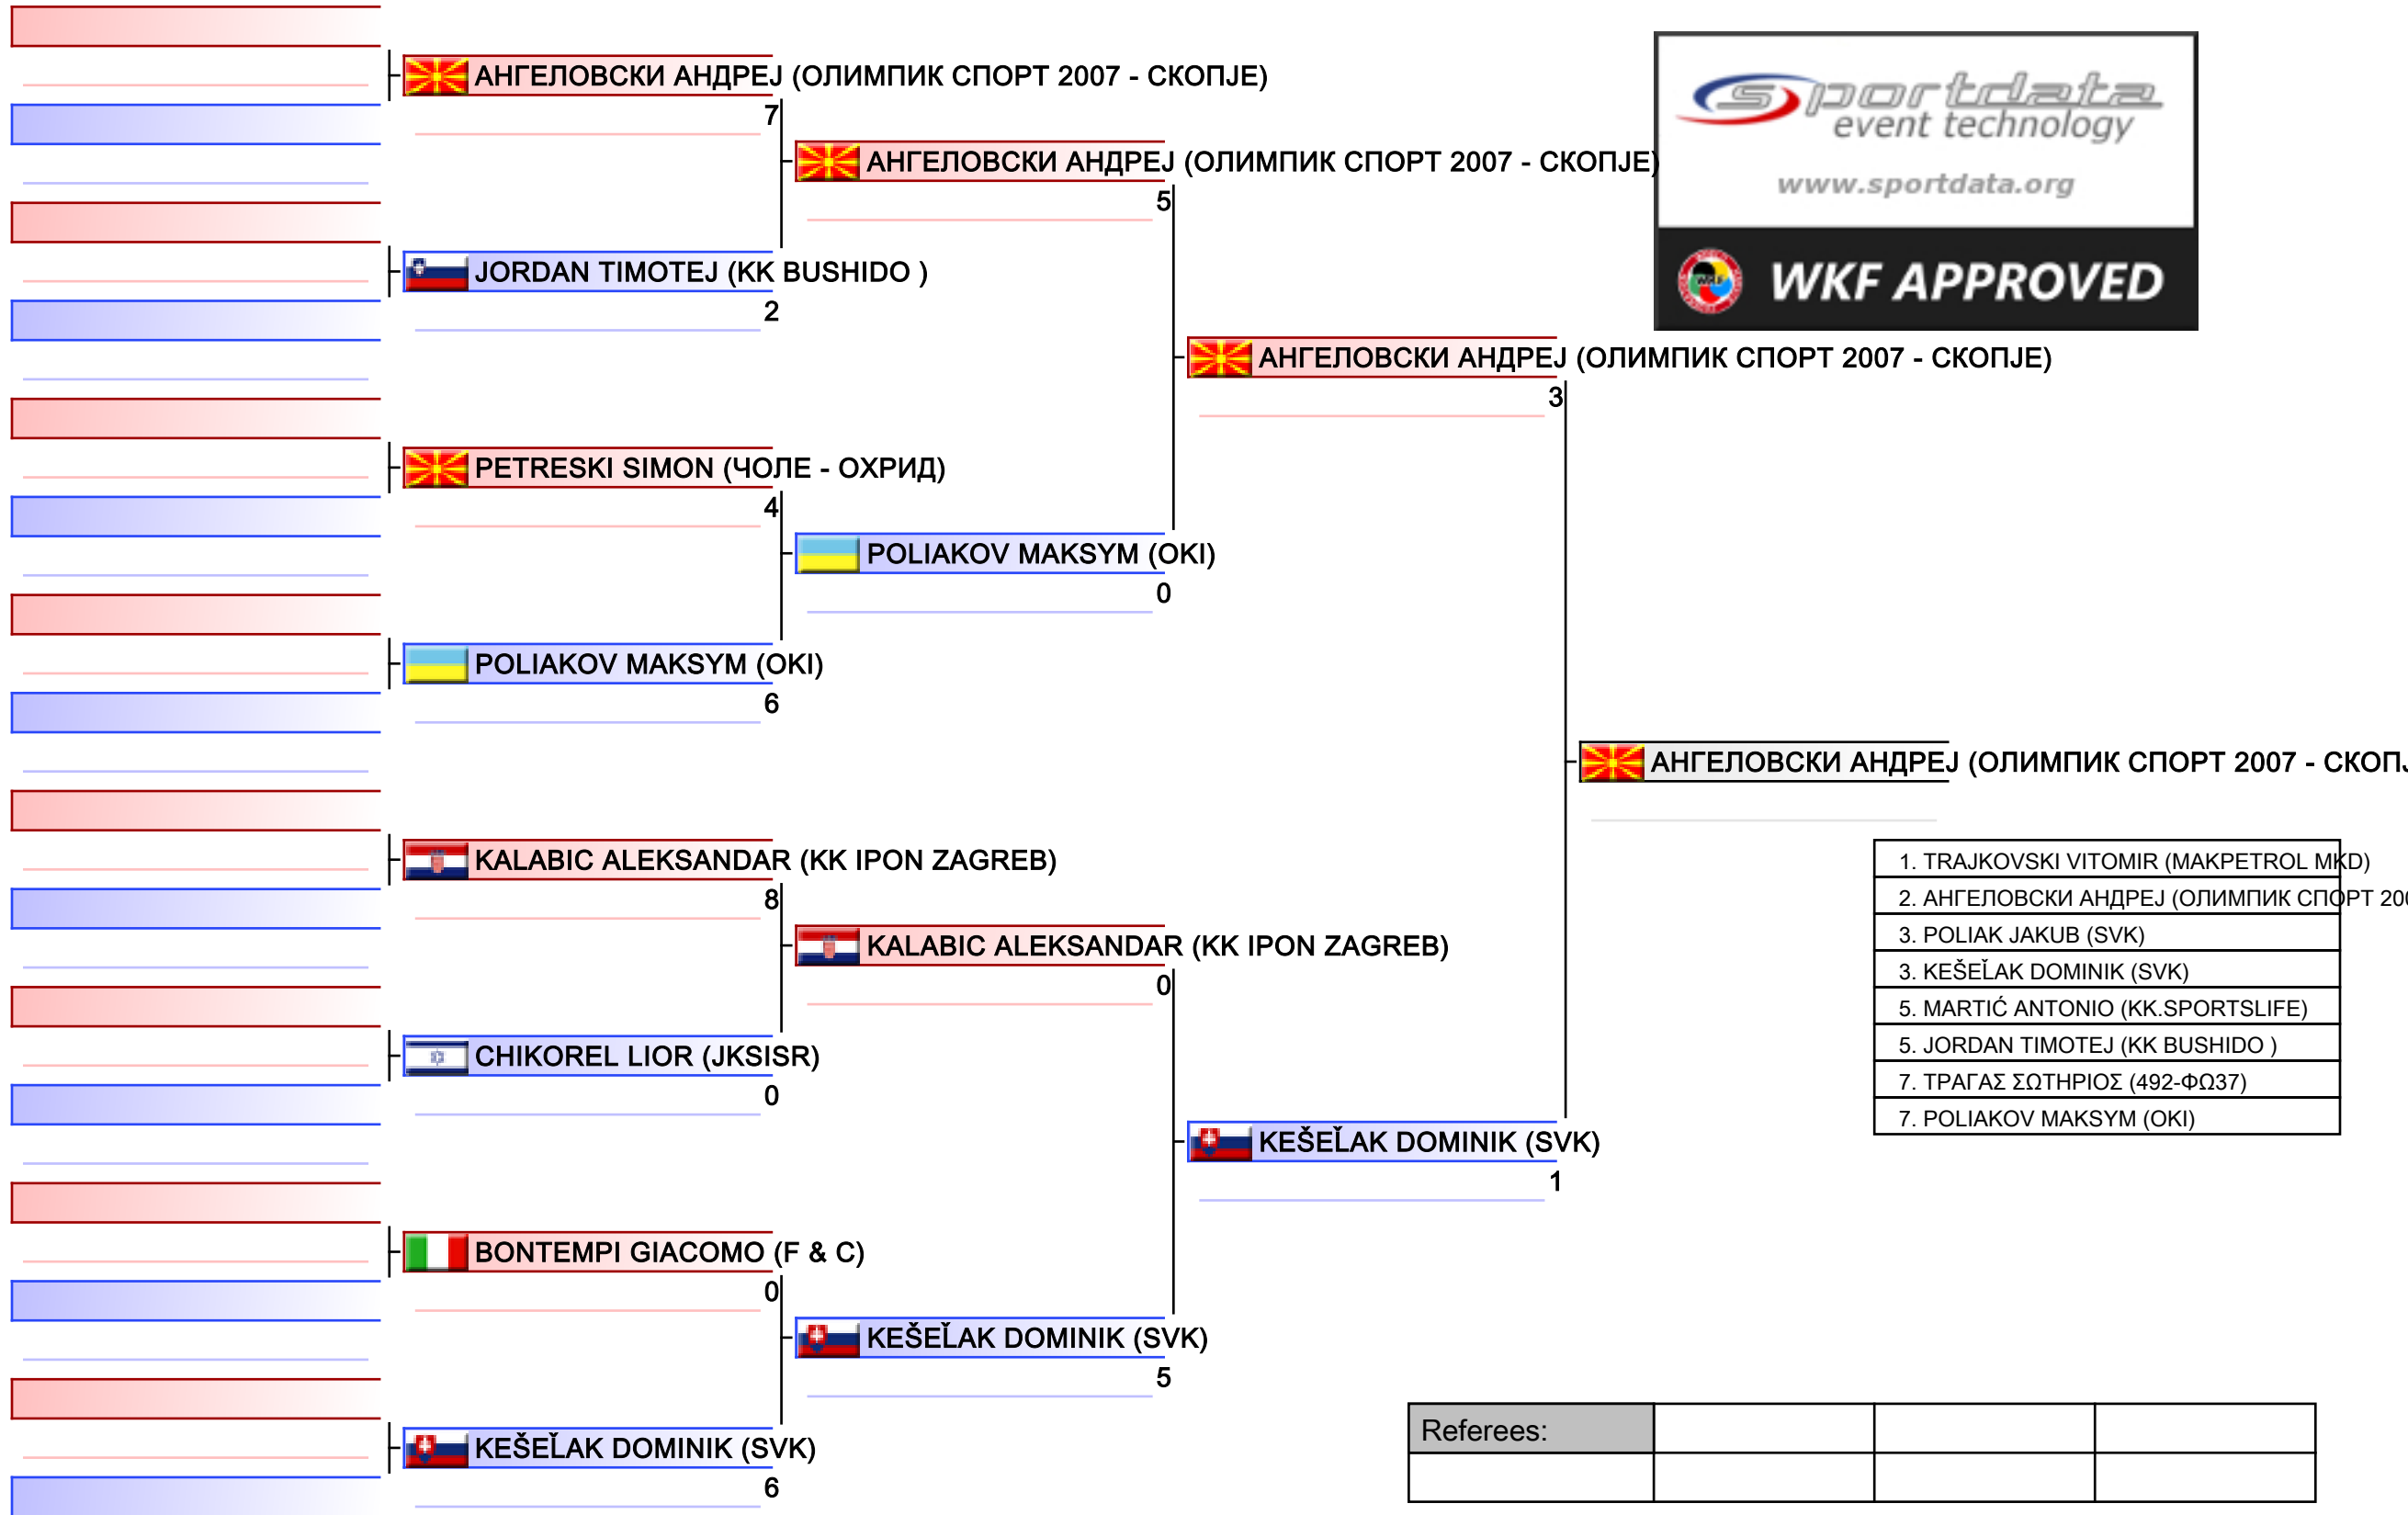 АНГЕЛОВСКИ АНДРЕЈ (ОЛИМПИК СПОРТ 2007 - СКОПЈЕ)
7
АНГЕЛОВСКИ АНДРЕЈ (ОЛИМПИК СПОРТ 2007 - СКОПЈЕ)
5
JORDAN TIMOTEJ (KK BUSHIDO )
2
sportdata
event technology
www.sportdata.org
WKF
WKF APPROVED
АНГЕЛОВСКИ АНДРЕЈ (ОЛИМПИК СПОРТ 2007 - СКОПЈЕ)
3
PETRESKI SIMON (ЧОЛЕ - ОХРИД)
4
POLIAKOV MAKSYM (OKI)
0
POLIAKOV MAKSYM (OKI)
6
АНГЕЛОВСКИ АНДРЕЈ (ОЛИМПИК СПОРТ 2007 - СКОПЈ
KALABIC ALEKSANDAR (KK IPON ZAGREB)
8
KALABIC ALEKSANDAR (KK IPON ZAGREB)
0
CHIKOREL LIOR (JKSISR)
0
KEŠEĽAK DOMINIK (SVK)
1
BONTEMPI GIACOMO (F & C)
0
KEŠEĽAK DOMINIK (SVK)
5
KEŠEĽAK DOMINIK (SVK)
6
1. TRAJKOVSKI VITOMIR (MAKPETROL MKD)
2. АНГЕЛОВСКИ АНДРЕЈ (ОЛИМПИК СПОРТ 200
3. POLIAK JAKUB (SVK)
3. KEŠEĽAK DOMINIK (SVK)
5. MARTIĆ ANTONIO (KK.SPORTSLIFE)
5. JORDAN TIMOTEJ (KK BUSHIDO )
7. ΤΡΑΓΑΣ ΣΩΤΗΡΙΟΣ (492-ΦΩ37)
7. POLIAKOV MAKSYM (OKI)
Referees: